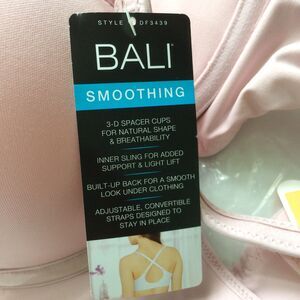 STYLE DF3439
BALI
SMOOTHING
3-D SPACER CUPS
FOR NATURAL SHAPE
& BREATHABILITY
INNER SLING FOR ADDED
SUPPORT & LIGHT LIFT
BUILT-UP BACK FOR A SMOOTH
LOOK UNDER CLOTHING
ADJUSTABLE, CONVERTIBLE
STRAPS DESIGNED TO
STAY IN PLACE